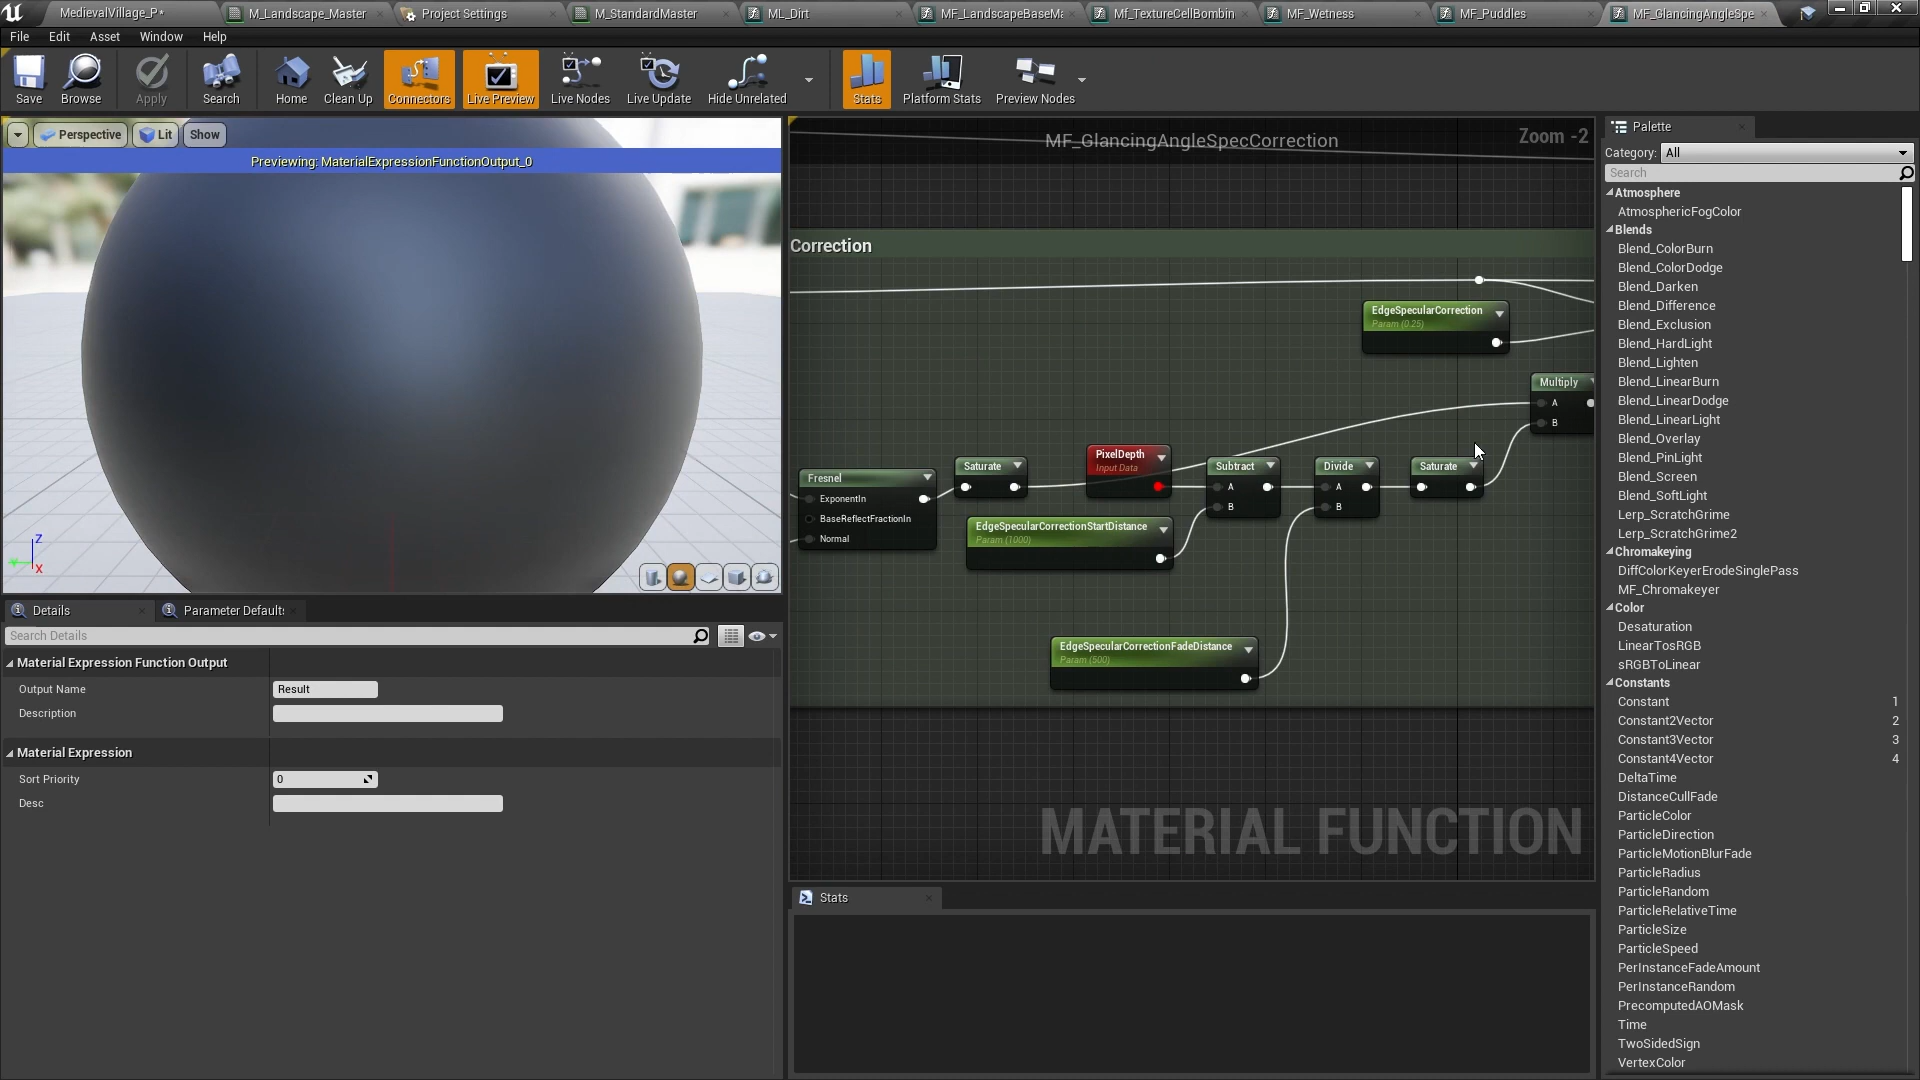 MedievalVillage_P*
M_Landscape_Master
Project Settings
M_StandardMaster
ML_Dirt
MF_LandscapeBaseMa
Mf_TextureCellBombin
MF_Wetness
MF_Puddles
MF_GlancingAngleSpe
File Edit Asset Window Help
Save
Browse
Apply
Search
Home
Clean Up
Connectors
Live Preview
Live Nodes
Live Update
Hide Unrelated
Stats
Platform Stats
Preview Nodes
Perspective
Lit
Show
Previewing: MaterialExpressionFunctionOutput_0
Z
Y
X
MF_GlancingAngleSpecCorrection
Zoom -2
Correction
EdgeSpecularCorrection
Param (0.25)
Multiply
A
B
Fresnel
ExponentIn
BaseReflectFractionIn
Normal
Saturate
PixelDepth
Input Data
Subtract
A
B
Divide
A
B
Saturate
EdgeSpecularCorrectionStartDistance
Param (1000)
EdgeSpecularCorrectionFadeDistance
Param (500)
MATERIAL FUNCTION
Stats
Details
Parameter Defaults
Search Details
Material Expression Function Output
Output Name Result
Description
Material Expression
Sort Priority 0
Desc
Palette
Category: All
Search
Atmosphere
AtmosphericFogColor
Blends
Blend_ColorBurn
Blend_ColorDodge
Blend_Darken
Blend_Difference
Blend_Exclusion
Blend_HardLight
Blend_Lighten
Blend_LinearBurn
Blend_LinearDodge
Blend_LinearLight
Blend_Overlay
Blend_PinLight
Blend_Screen
Blend_SoftLight
Lerp_ScratchGrime
Lerp_ScratchGrime2
Chromakeying
DiffColorKeyerErodeSinglePass
MF_Chromakeyer
Color
Desaturation
LinearTosRGB
sRGBToLinear
Constants
Constant 1
Constant2Vector 2
Constant3Vector 3
Constant4Vector 4
DeltaTime
DistanceCullFade
ParticleColor
ParticleDirection
ParticleMotionBlurFade
ParticleRadius
ParticleRandom
ParticleRelativeTime
ParticleSize
ParticleSpeed
PerInstanceFadeAmount
PerInstanceRandom
PrecomputedAOMask
Time
TwoSidedSign
VertexColor